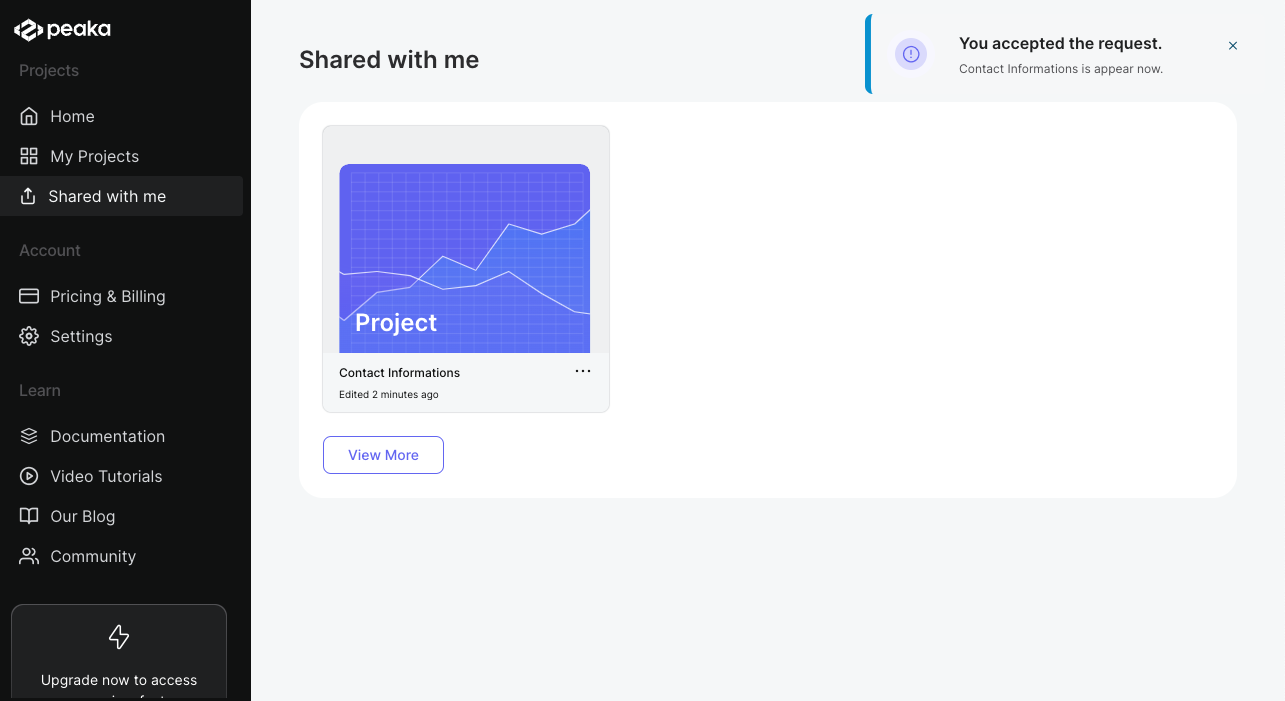 peaka
Projects
Home
My Projects
Shared with me
Account
Pricing & Billing
Settings
Learn
Documentation
Video Tutorials
Our Blog
Community
Upgrade now to access
Shared with me
You accepted the request.
Contact Informations is appear now.
Project
Contact Informations
Edited 2 minutes ago
View More